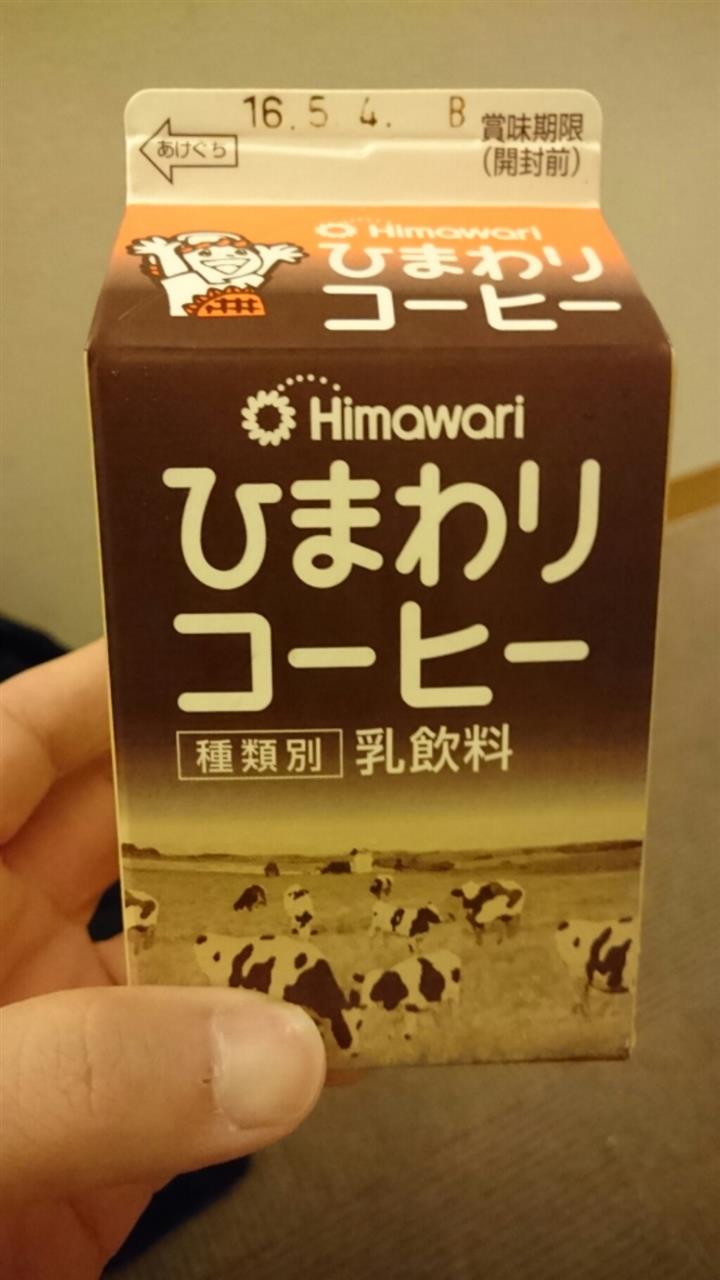 16.5.4. B
賞味期限
(開封前)
あけぐち
Himawari
ひまわり
コーヒー
Himawari
ひまわり
コーヒー
種類別 乳飲料